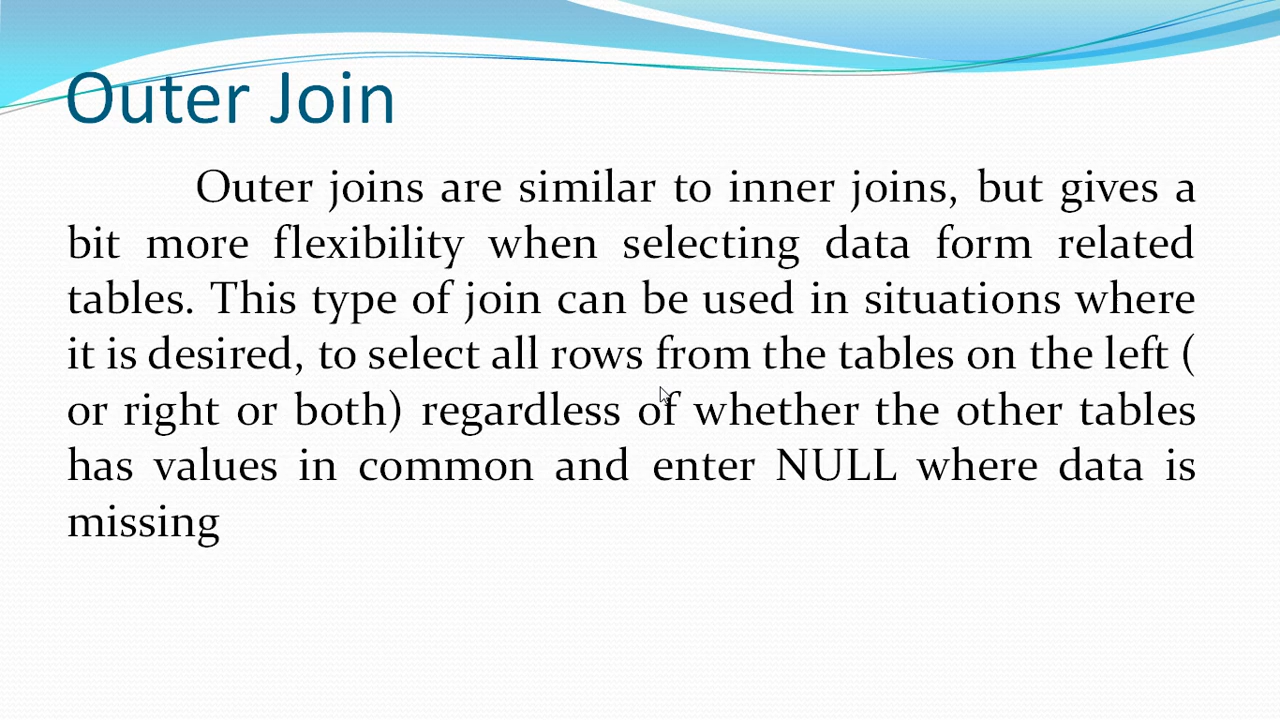 Outer Join
Outer joins are similar to inner joins, but gives a
bit more flexibility when selecting data form related
tables. This type of join can be used in situations where
it is desired, to select all rows from the tables on the left (
or right or both) regardless of whether the other tables
has values in common and enter NULL where data is
missing